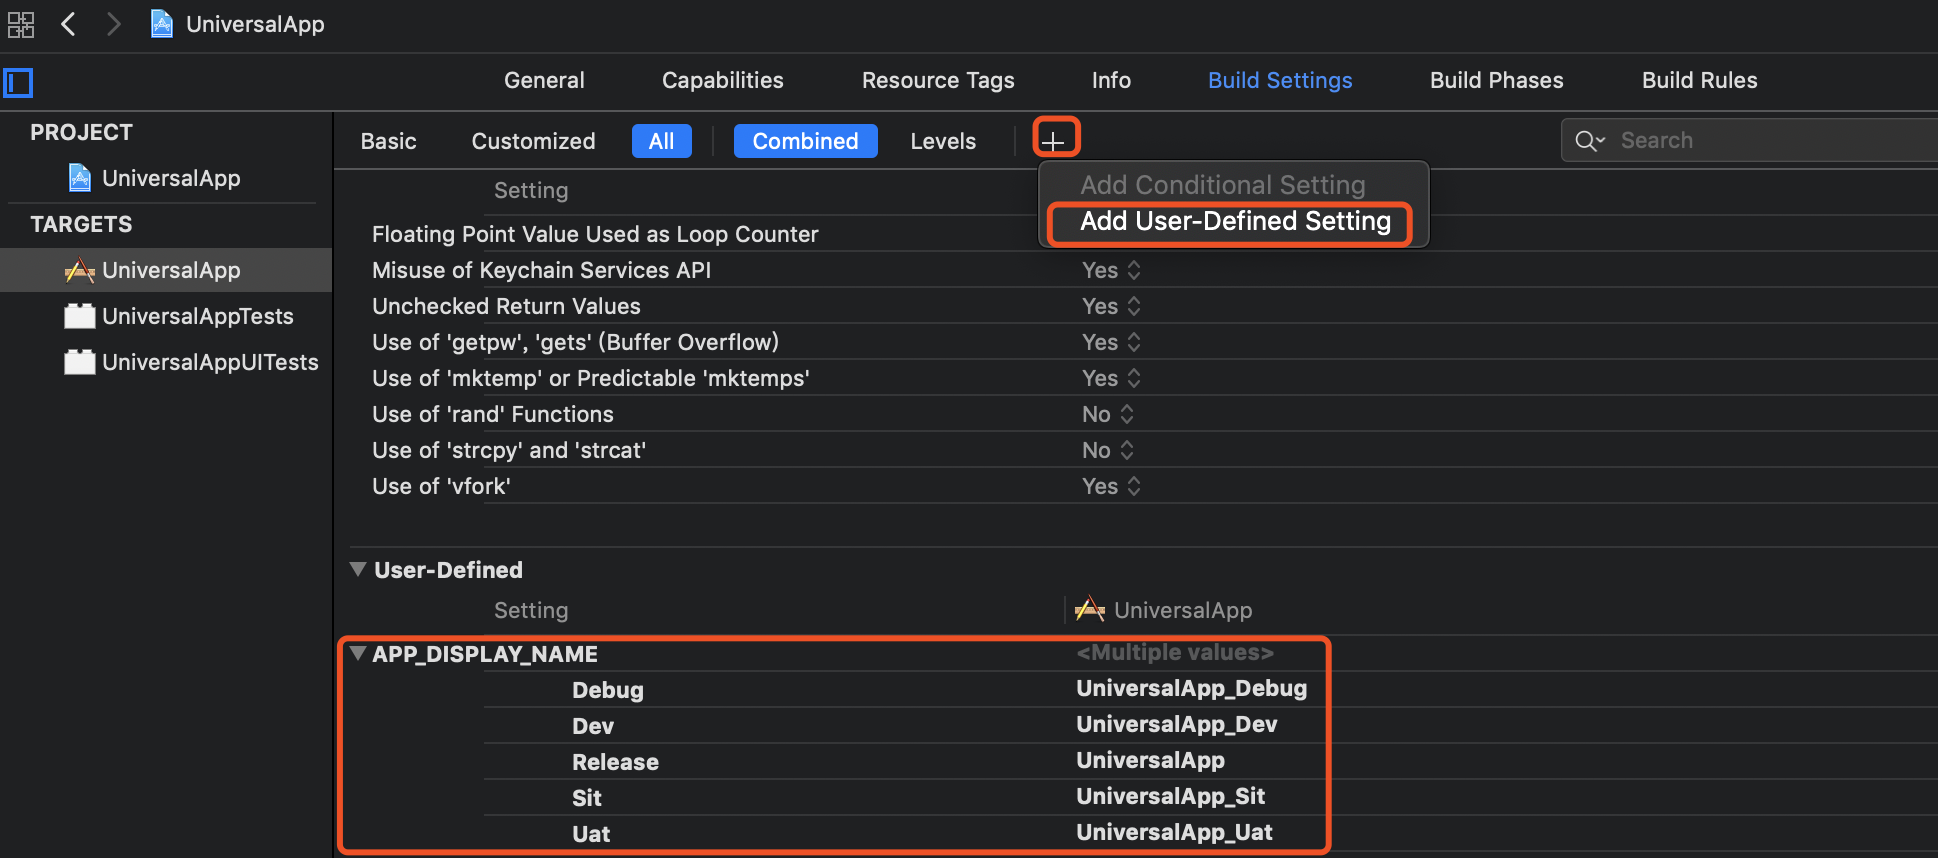 UniversalApp
General Capabilities Resource Tags Info Build Settings Build Phases Build Rules
PROJECT
UniversalApp
TARGETS
UniversalApp
UniversalAppTests
UniversalAppUITests
Basic Customized All Combined Levels + Search
Add Conditional Setting
Add User-Defined Setting
Setting
Floating Point Value Used as Loop Counter
Misuse of Keychain Services API Yes
Unchecked Return Values Yes
Use of 'getpw', 'gets' (Buffer Overflow) Yes
Use of 'mktemp' or Predictable 'mktemps' Yes
Use of 'rand' Functions No
Use of 'strcpy' and 'strcat' No
Use of 'vfork' Yes
User-Defined
Setting UniversalApp
APP_DISPLAY_NAME <Multiple values>
Debug UniversalApp_Debug
Dev UniversalApp_Dev
Release UniversalApp
Sit UniversalApp_Sit
Uat UniversalApp_Uat